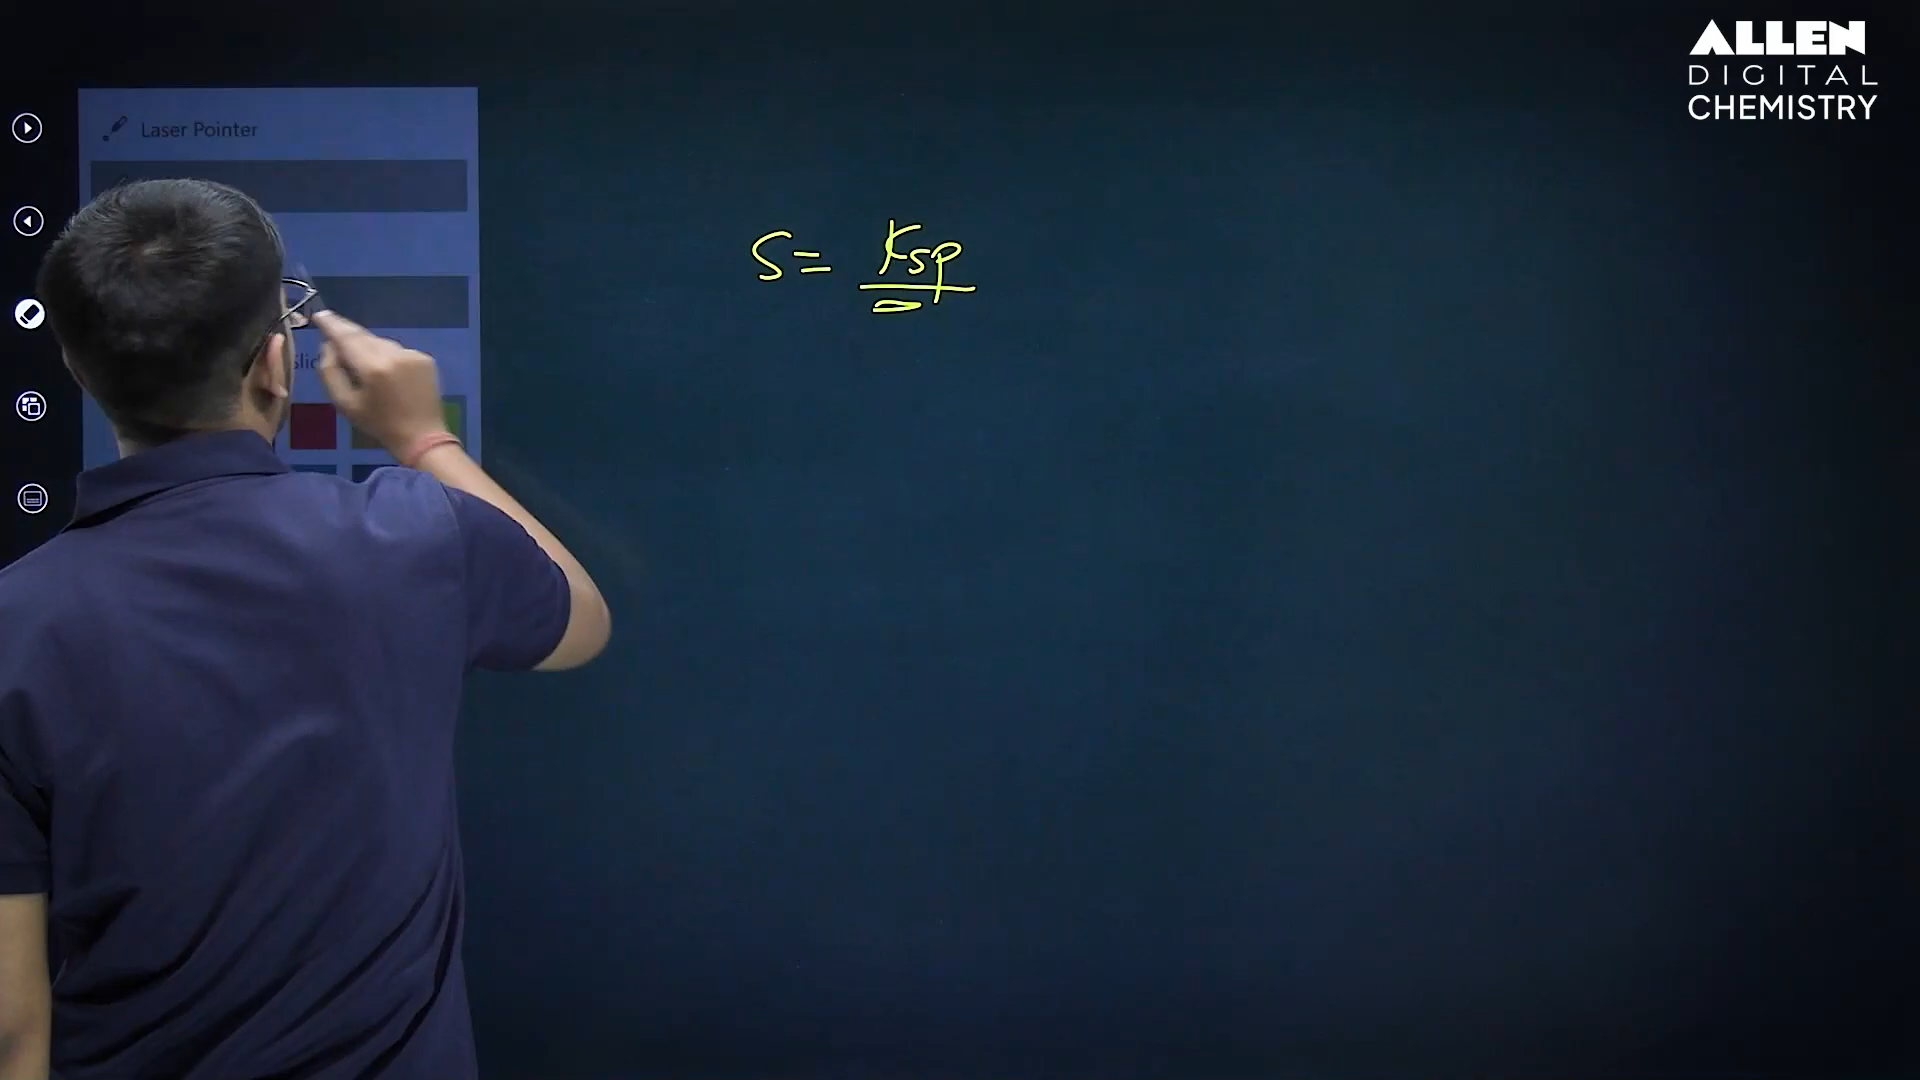 ALLEN
DIGITAL
CHEMISTRY
Laser Pointer
S = Ksp